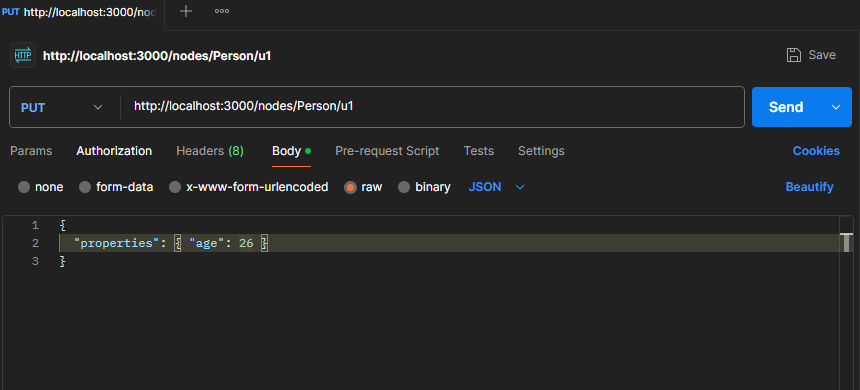 PUT http://localhost:3000/nod
HTTP http://localhost:3000/nodes/Person/u1 Save
PUT http://localhost:3000/nodes/Person/u1 Send
Params Authorization Headers (8) Body Pre-request Script Tests Settings Cookies
none form-data x-www-form-urlencoded raw binary JSON Beautify
1 {
2 "properties": { "age": 26 }
3 }